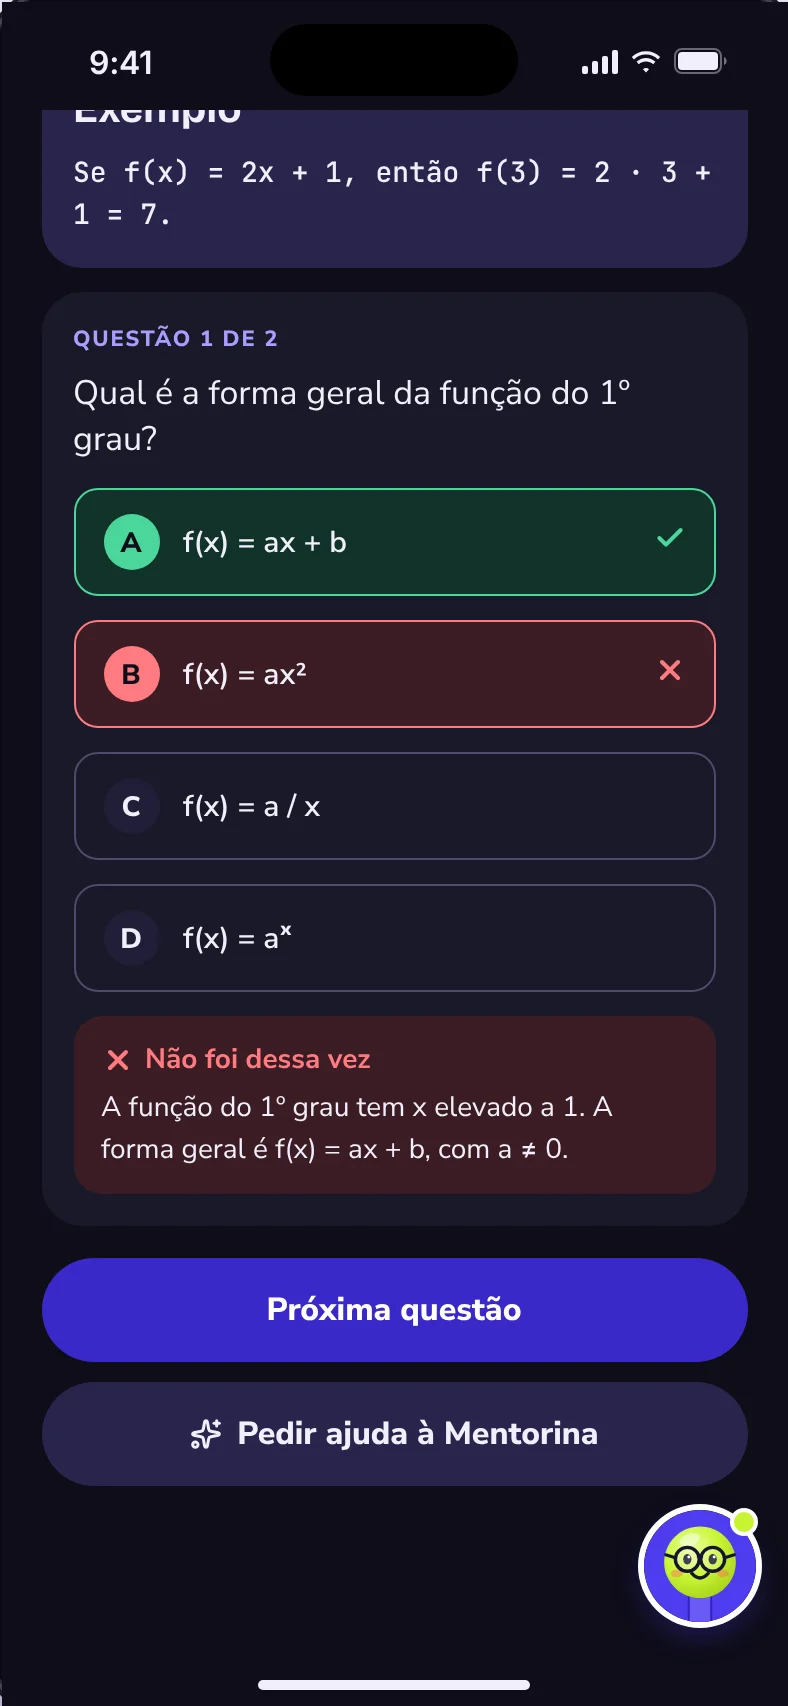 9:41
Exemplo
Se f(x) = 2x + 1, então f(3) = 2 · 3 +
1 = 7.
QUESTÃO 1 DE 2
Qual é a forma geral da função do 1º
grau?
A f(x) = ax + b
B f(x) = ax²
C f(x) = a / x
D f(x) = aˣ
Não foi dessa vez
A função do 1º grau tem x elevado a 1. A
forma geral é f(x) = ax + b, com a ≠ 0.
Próxima questão
Pedir ajuda à Mentorina